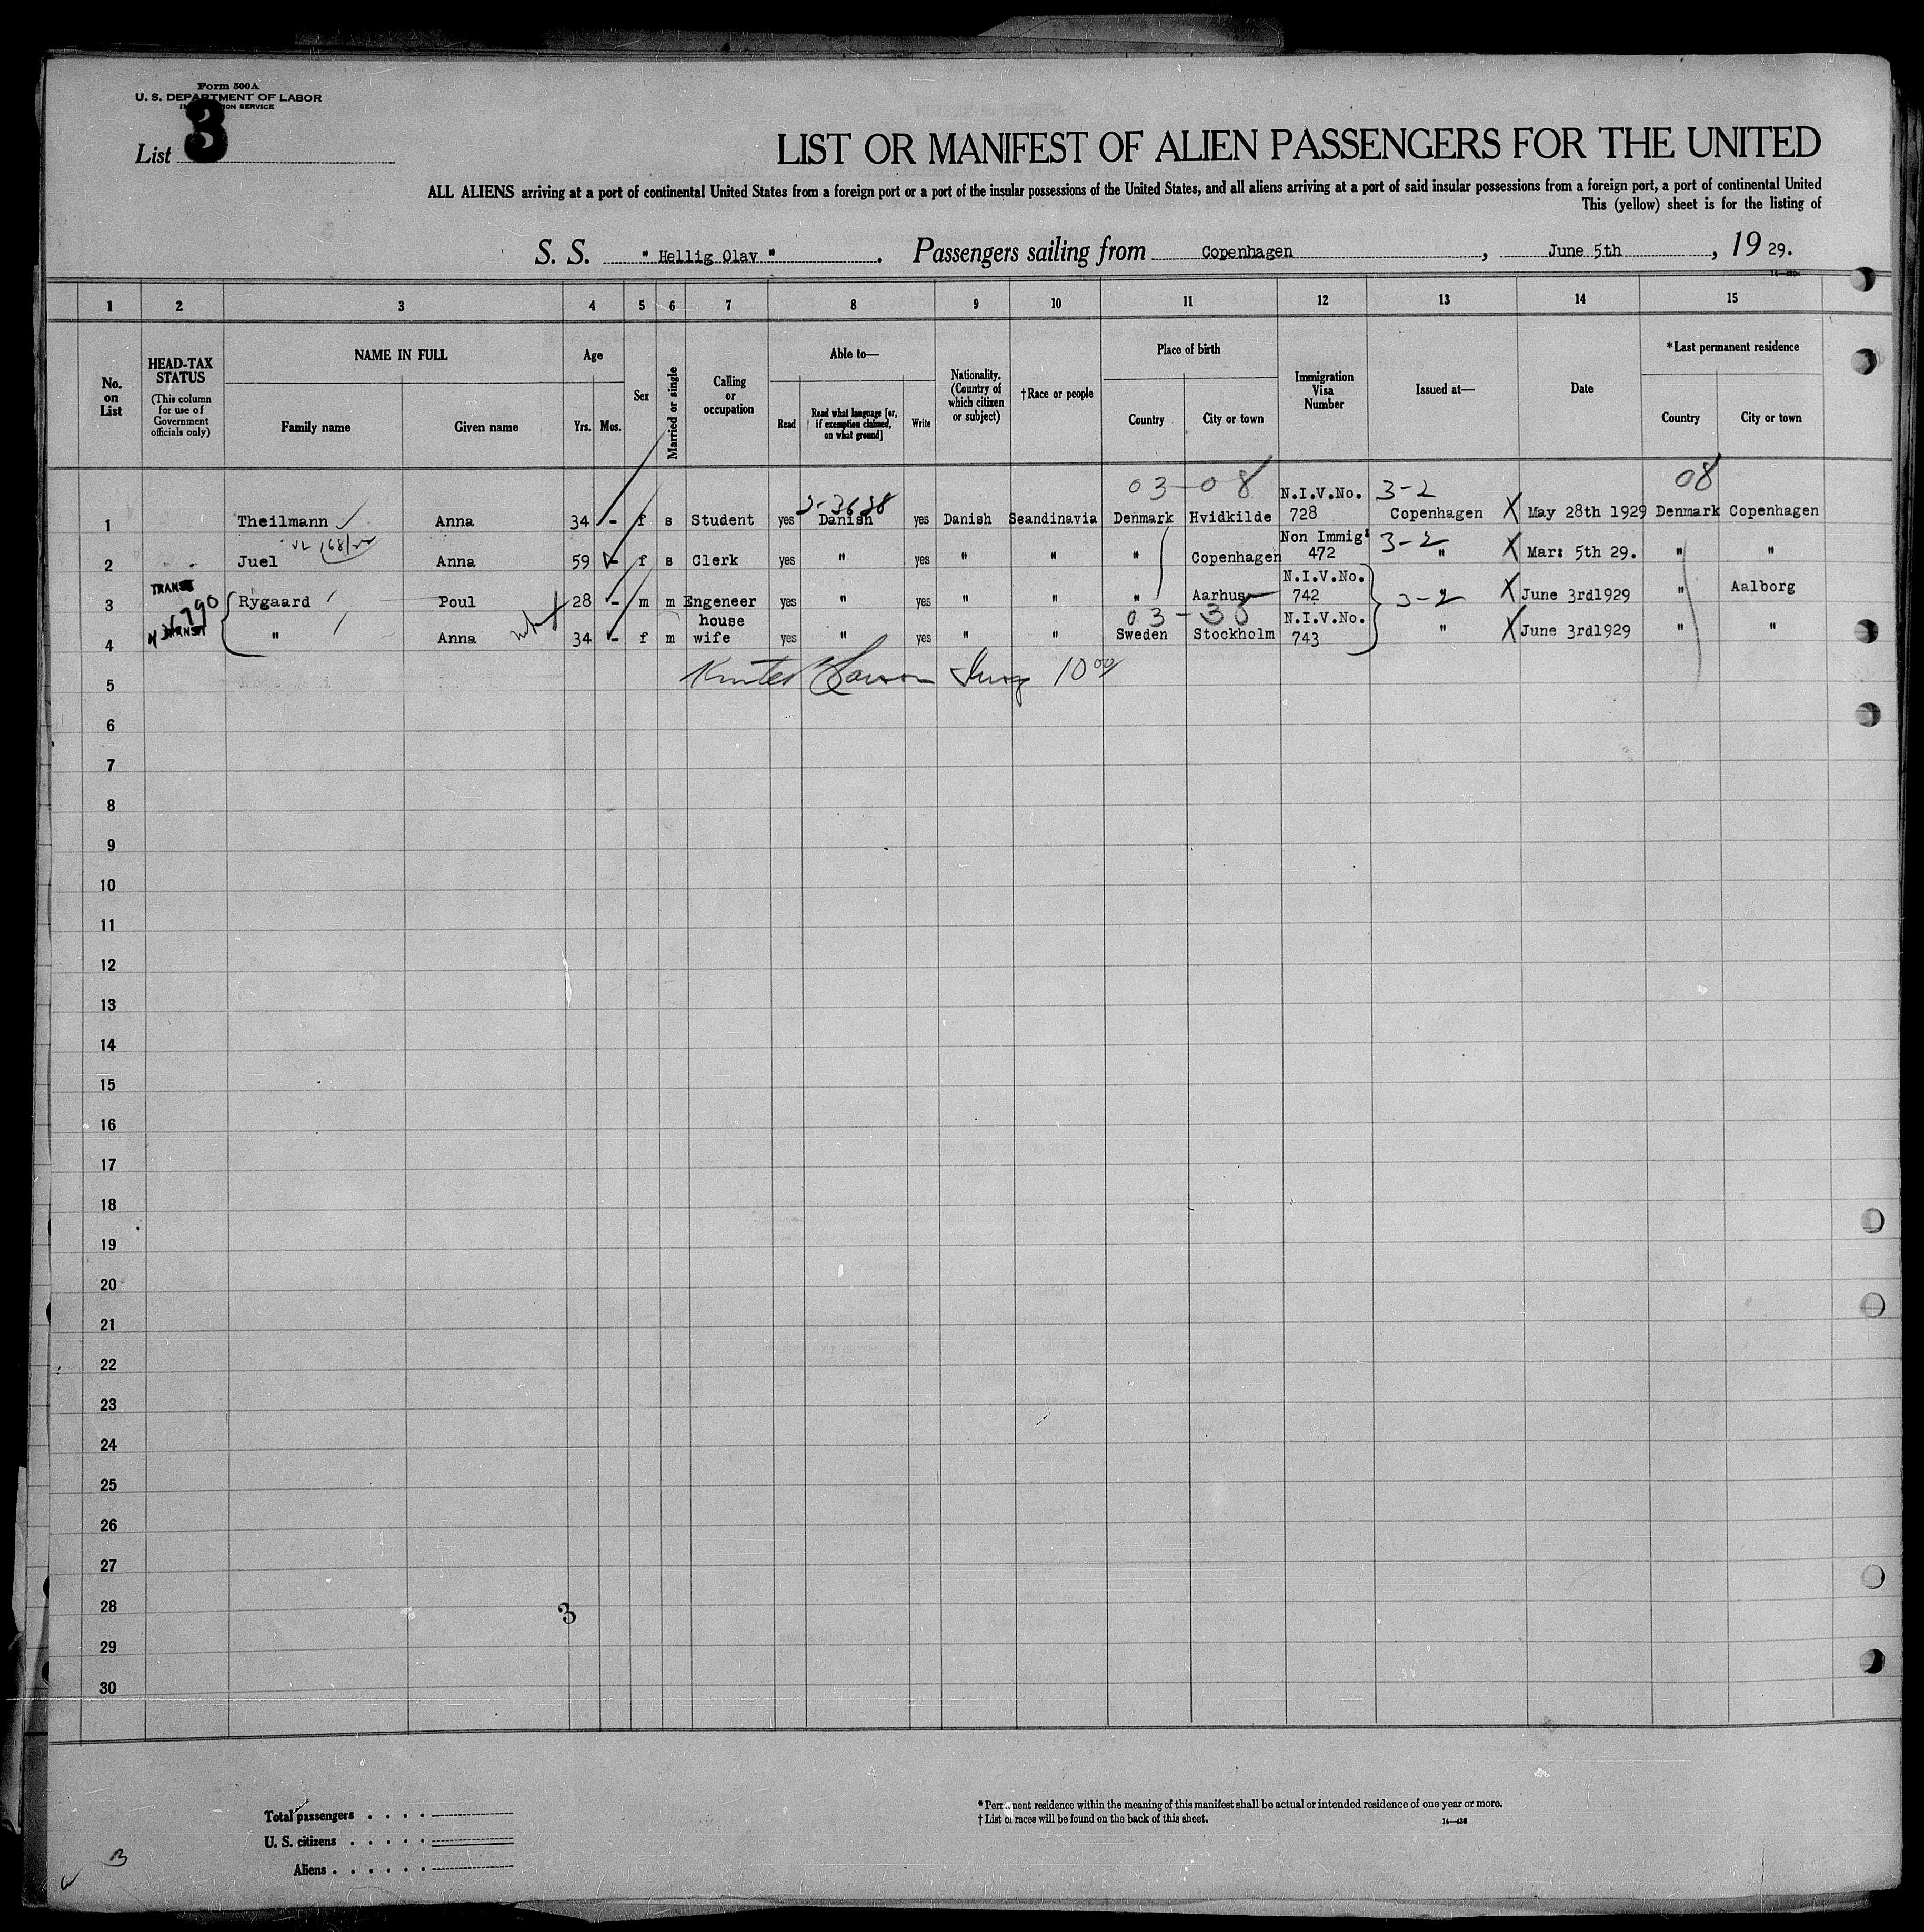 Form 500A
U. S. DEPARTMENT OF LABOR
SERVICE
List 3
LIST OR MANIFEST OF ALIEN PASSENGERS FOR THE UNITED
ALL ALIENS arriving at a port of continental United States from a foreign port or a port of the insular possessions of the United States, and all aliens arriving at a port of said insular possessions from a foreign port, a port of continental United
This (yellow) sheet is for the listing of
S. S. " Hellig Olav " . Passengers sailing from Copenhagen , June 5th , 19 29.
1 2 3 4 5 6 7 8 9 10 11 12 13 14 15
No. on List
HEAD-TAX STATUS (This column for use of Government officials only)
NAME IN FULL
Family name Given name
Age
Yrs. Mos.
Sex
Married or single
Calling or occupation
Able to—
Read Read what language [or, if exemption claimed, on what ground] Write
Nationality. (Country of which citizen or subject)
†Race or people
Place of birth
Country City or town
Immigration Visa Number
Issued at—
Date
*Last permanent residence
Country City or town
03-08 N.I.V.No. 3-2 08
1 Theilmann Anna 34 - f s Student yes Danish yes Danish Scandinavia Denmark Hvidkilde 728 Copenhagen X May 28th 1929 Denmark Copenhagen
Non Immig: 3-2
2 Juel Anna 59 - f s Clerk yes " yes " " " Copenhagen 472 " X Mar: 5th 29. " "
TRANSIT N.I.V.No.
3 Rygaard Poul 28 - m m Engeneer yes " yes " " " Aarhus 742 3-2 X June 3rd1929 " Aalborg
TRANSIT house 03-30 N.I.V.No.
4 " Anna 34 - f m wife yes " yes " " Sweden Stockholm 743 " X June 3rd1929 " "
10 00
5
6
7
8
9
10
11
12
13
14
15
16
17
18
19
20
21
22
23
24
25
26
27
28 3
29
30
Total passengers . . . .
U. S. citizens . . . . .
Aliens . . . . . .
* Permanent residence within the meaning of this manifest shall be actual or intended residence of one year or more.
† List of races will be found on the back of this sheet.
14—430
3